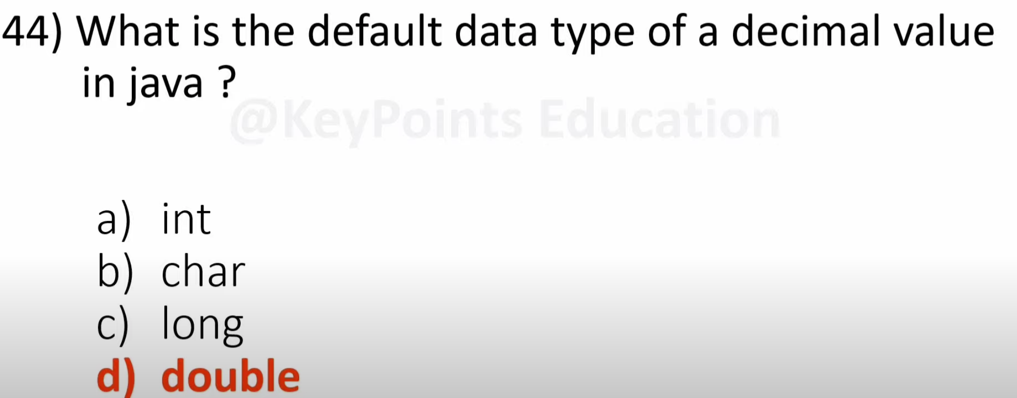 44) What is the default data type of a decimal value
in java ?
@KeyPoints Education
a) int
b) char
c) long
d) double